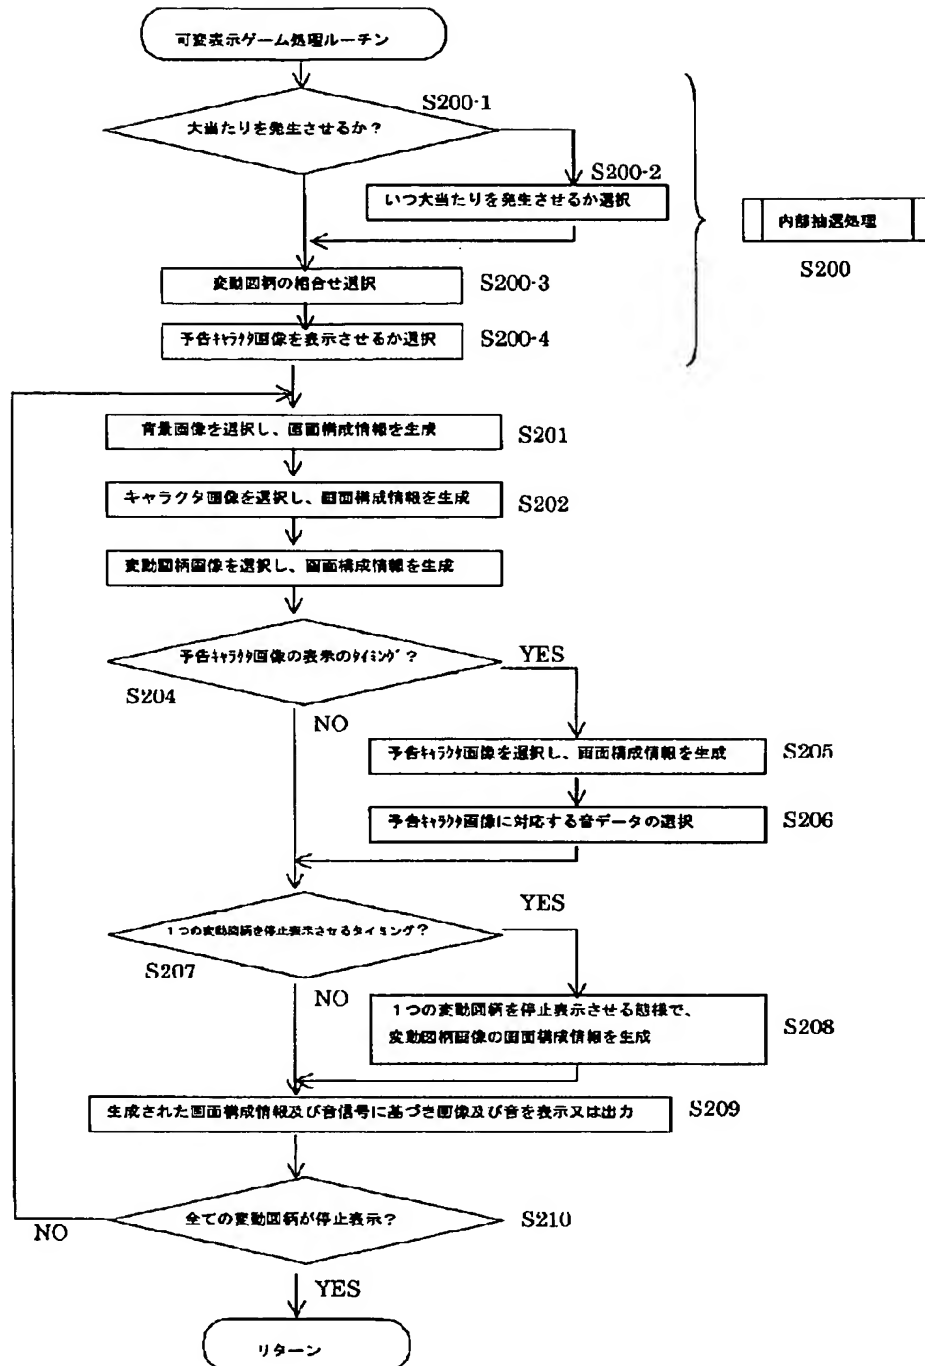 可変表示ゲーム処理ルーチン
S200-1
大当たりを発生させるか？
S200-2
いつ大当たりを発生させるか選択
内部抽選処理
S200
変動図柄の組合せ選択
S200-3
予告ｷｬﾗｸﾀ画像を表示させるか選択
S200-4
背景画像を選択し、画面構成情報を生成
S201
キャラクタ画像を選択し、画面構成情報を生成
S202
変動図柄画像を選択し、画面構成情報を生成
予告ｷｬﾗｸﾀ画像の表示のﾀｲﾐﾝｸﾞ？
YES
S204
NO
予告ｷｬﾗｸﾀ画像を選択し、画面構成情報を生成
S205
予告ｷｬﾗｸﾀ画像に対応する音データの選択
S206
YES
１つの変動図柄を停止表示させるタイミング？
S207
NO
１つの変動図柄を停止表示させる態様で、
変動図柄画像の画面構成情報を生成
S208
生成された画面構成情報及び音信号に基づき画像及び音を表示又は出力
S209
全ての変動図柄が停止表示？
S210
NO
YES
リターン